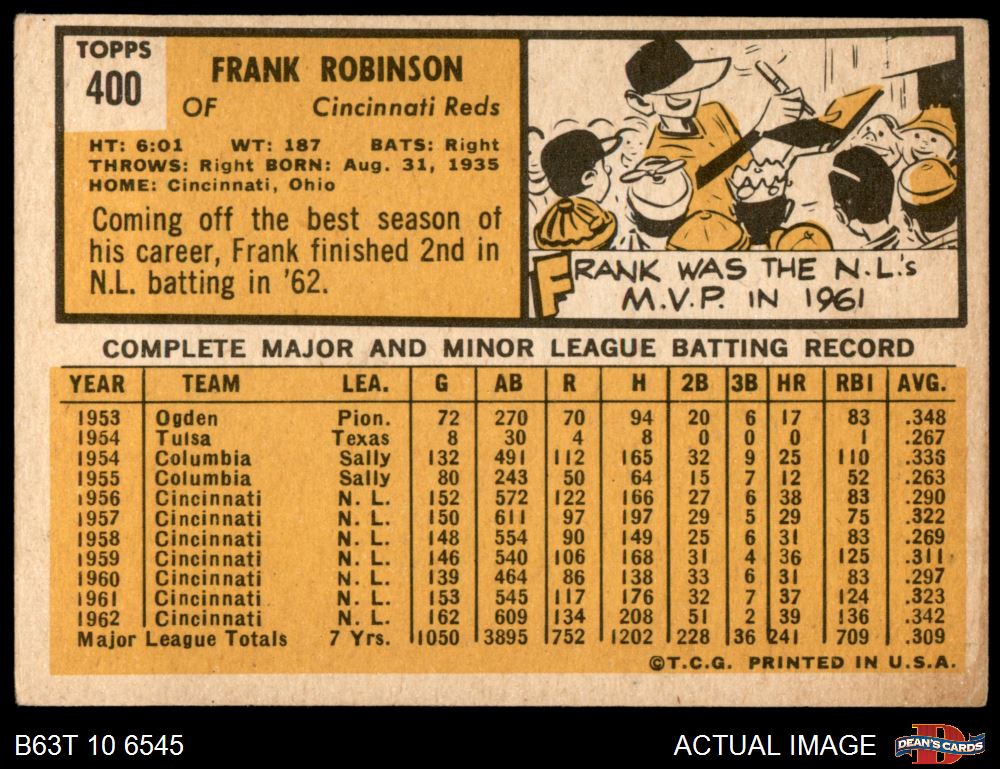 TOPPS
400
FRANK ROBINSON
OF Cincinnati Reds
HT: 6:01 WT: 187 BATS: Right
THROWS: Right BORN: Aug. 31, 1935
HOME: Cincinnati, Ohio
Coming off the best season of
his career, Frank finished 2nd in
N.L. batting in '62.
FRANK WAS THE N.L.'s
M.V.P. IN 1961
COMPLETE MAJOR AND MINOR LEAGUE BATTING RECORD
YEAR TEAM LEA. G AB R H 2B 3B HR RBI AVG.
1953 Ogden Pion. 72 270 70 94 20 6 17 83 .348
1954 Tulsa Texas 8 30 4 8 0 0 0 1 .267
1954 Columbia Sally 132 491 112 165 32 9 25 110 .336
1955 Columbia Sally 80 243 50 64 15 7 12 52 .263
1956 Cincinnati N. L. 152 572 122 166 27 6 38 83 .290
1957 Cincinnati N. L. 150 611 97 197 29 5 29 75 .322
1958 Cincinnati N. L. 148 554 90 149 25 6 31 83 .269
1959 Cincinnati N. L. 146 540 106 168 31 4 36 125 .311
1960 Cincinnati N. L. 139 464 86 138 33 6 31 83 .297
1961 Cincinnati N. L. 153 545 117 176 32 7 37 124 .323
1962 Cincinnati N. L. 162 609 134 208 51 2 39 136 .342
Major League Totals 7 Yrs. 1050 3895 752 1202 228 36 241 709 .309
©T.C.G. PRINTED IN U.S.A.
B63T 10 6545
ACTUAL IMAGE
DEAN'S CARDS